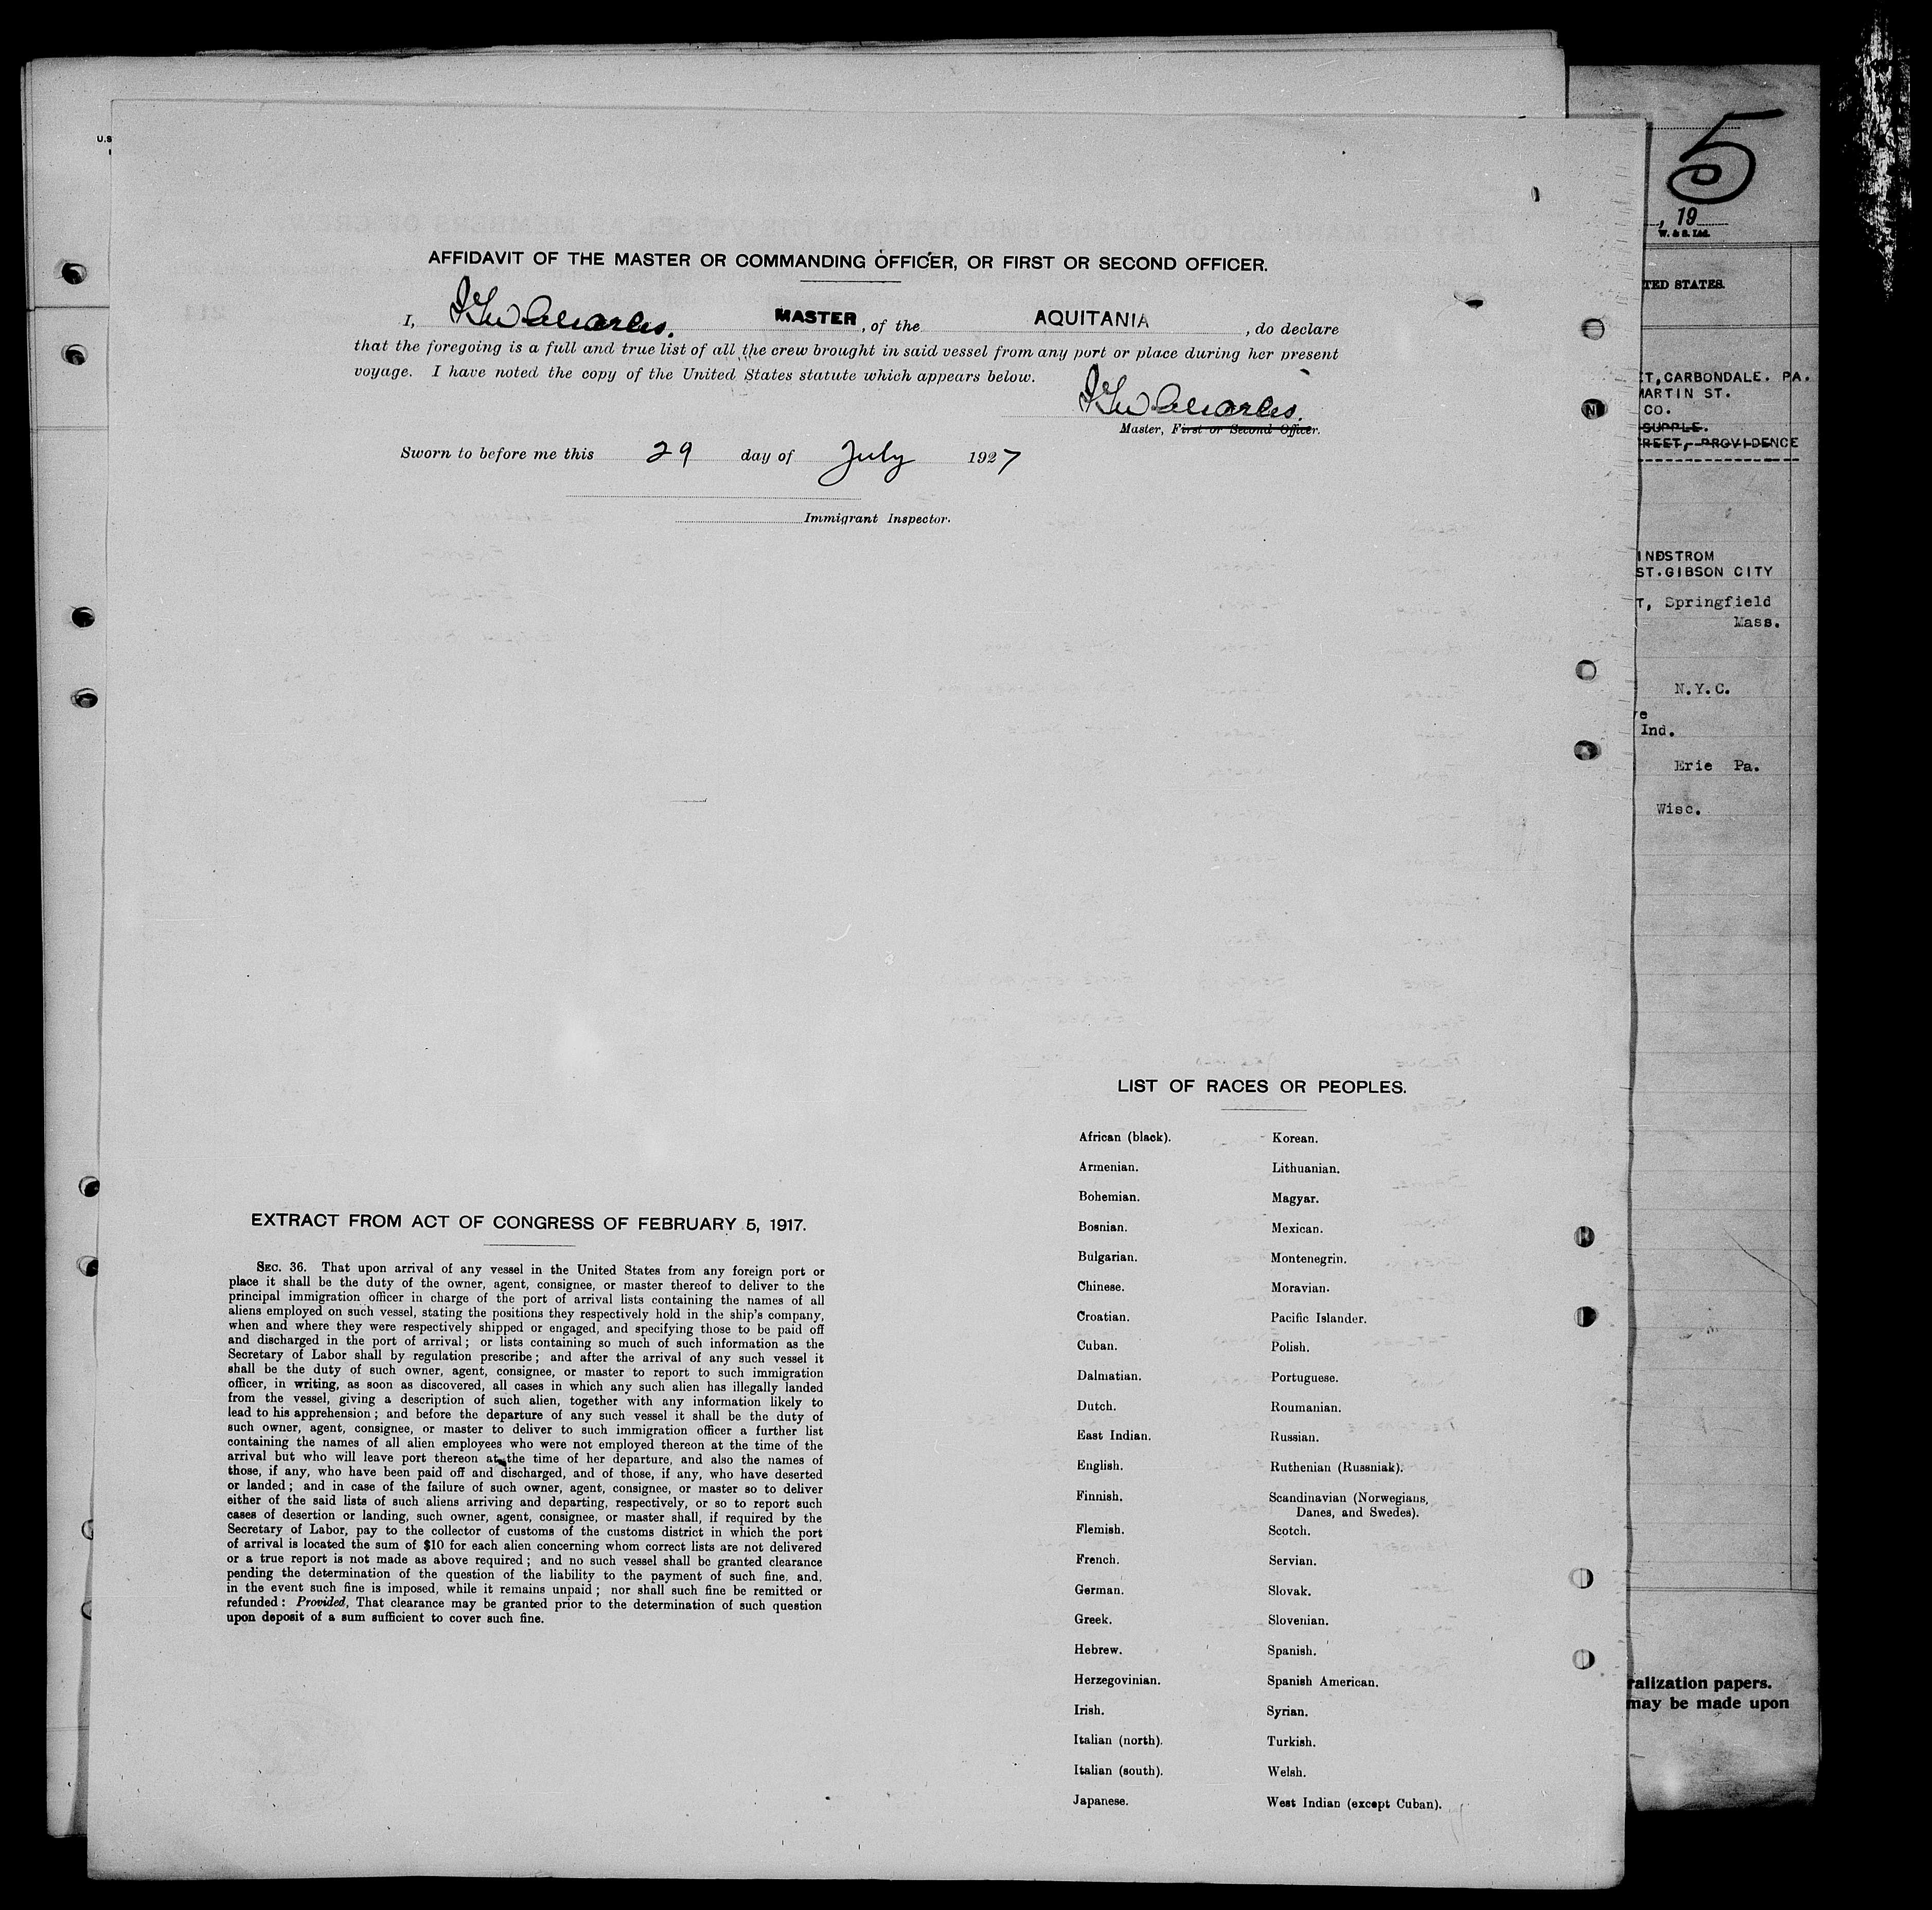 U.S
5
, 19
W. & S. Ltd.
TED STATES.
AFFIDAVIT OF THE MASTER OR COMMANDING OFFICER, OR FIRST OR SECOND OFFICER.
I, Charles. MASTER, of the AQUITANIA, do declare
that the foregoing is a full and true list of all the crew brought in said vessel from any port or place during her present
voyage. I have noted the copy of the United States statute which appears below.
Charles.
Master, First or Second Officer.
Sworn to before me this 29 day of July 1927
Immigrant Inspector.
T, CARBONDALE. PA.
MARTIN ST.
CO.
SUPPLE.
REET, PROVIDENCE
INDSTROM
ST. GIBSON CITY
T, Springfield
Mass.
N.Y.C.
ve
Ind.
Erie Pa.
Wisc.
EXTRACT FROM ACT OF CONGRESS OF FEBRUARY 5, 1917.
SEC. 36. That upon arrival of any vessel in the United States from any foreign port or
place it shall be the duty of the owner, agent, consignee, or master thereof to deliver to the
principal immigration officer in charge of the port of arrival lists containing the names of all
aliens employed on such vessel, stating the positions they respectively hold in the ship's company,
when and where they were respectively shipped or engaged, and specifying those to be paid off
and discharged in the port of arrival; or lists containing so much of such information as the
Secretary of Labor shall by regulation prescribe; and after the arrival of any such vessel it
shall be the duty of such owner, agent, consignee, or master to report to such immigration
officer, in writing, as soon as discovered, all cases in which any such alien has illegally landed
from the vessel, giving a description of such alien, together with any information likely to
lead to his apprehension; and before the departure of any such vessel it shall be the duty of
such owner, agent, consignee, or master to deliver to such immigration officer a further list
containing the names of all alien employees who were not employed thereon at the time of the
arrival but who will leave port thereon at the time of her departure, and also the names of
those, if any, who have been paid off and discharged, and of those, if any, who have deserted
or landed; and in case of the failure of such owner, agent, consignee, or master so to deliver
either of the said lists of such aliens arriving and departing, respectively, or so to report such
cases of desertion or landing, such owner, agent, consignee, or master shall, if required by the
Secretary of Labor, pay to the collector of customs of the customs district in which the port
of arrival is located the sum of $10 for each alien concerning whom correct lists are not delivered
or a true report is not made as above required; and no such vessel shall be granted clearance
pending the determination of the question of the liability to the payment of such fine, and,
in the event such fine is imposed, while it remains unpaid; nor shall such fine be remitted or
refunded: Provided, That clearance may be granted prior to the determination of such question
upon deposit of a sum sufficient to cover such fine.
LIST OF RACES OR PEOPLES.
African (black).
Armenian.
Bohemian.
Bosnian.
Bulgarian.
Chinese.
Croatian.
Cuban.
Dalmatian.
Dutch.
East Indian.
English.
Finnish.
Flemish.
French.
German.
Greek.
Hebrew.
Herzegovinian.
Irish.
Italian (north).
Italian (south).
Japanese.
Korean.
Lithuanian.
Magyar.
Mexican.
Montenegrin.
Moravian.
Pacific Islander.
Polish.
Portuguese.
Roumanian.
Russian.
Ruthenian (Russniak).
Scandinavian (Norwegians,
Danes, and Swedes).
Scotch.
Servian.
Slovak.
Slovenian.
Spanish.
Spanish American.
Syrian.
Turkish.
Welsh.
West Indian (except Cuban).
ralization papers.
may be made upon